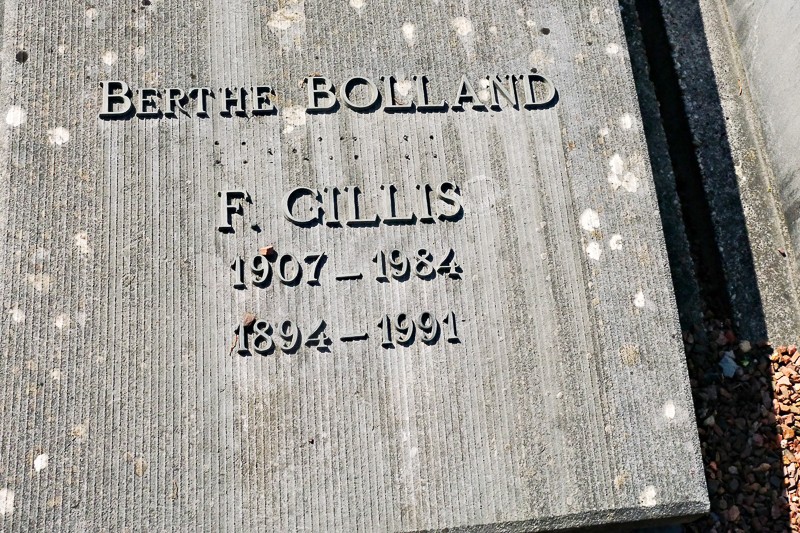 BERTHE BOLLAND
F. GILLIS
1907 - 1984
1894 - 1991